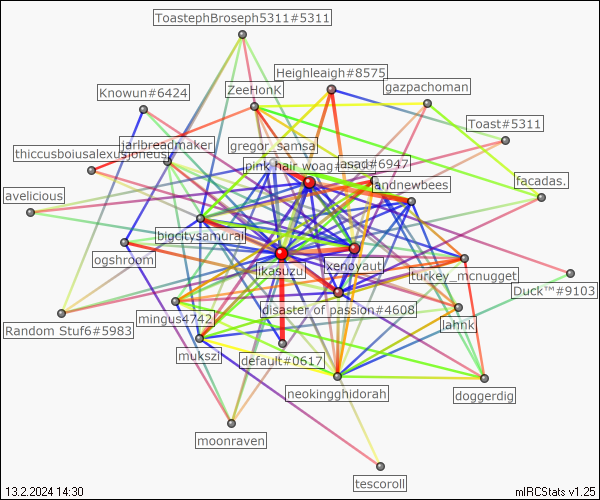 ToastephBroseph5311#5311
Heighleigh#8575
ZeeHonK
gazpachoman
Knowun#6424
Toast#5311
gregor_samsa
jarlbreadmaker
thiccusboiusalexusjoneus
pink hair woag#
asad#6947
andnewbees
facadas.
avelicious
bigcitysamurai
ogshroom
ikasuzui
xenoyaut
turkey_mcnugget
Duck™#9103
disaster of passion#4608
mingus4742
lahnk
Random Stuf6#5983
mukszi
default#0617
neokingghidorah
doggerdig
moonraven
tescoroll
13.2.2024 14:30
mIRCStats v1.25